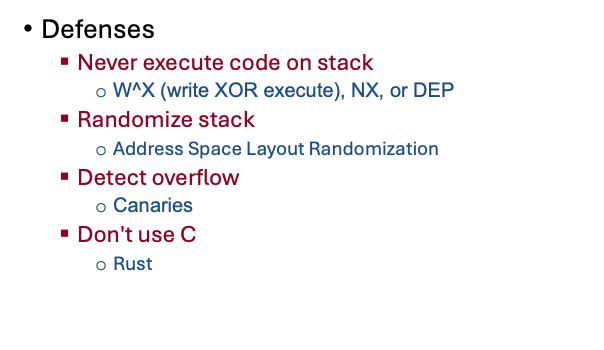 • Defenses
▪ Never execute code on stack
o W^X (write XOR execute), NX, or DEP
▪ Randomize stack
o Address Space Layout Randomization
▪ Detect overflow
o Canaries
▪ Don't use C
o Rust